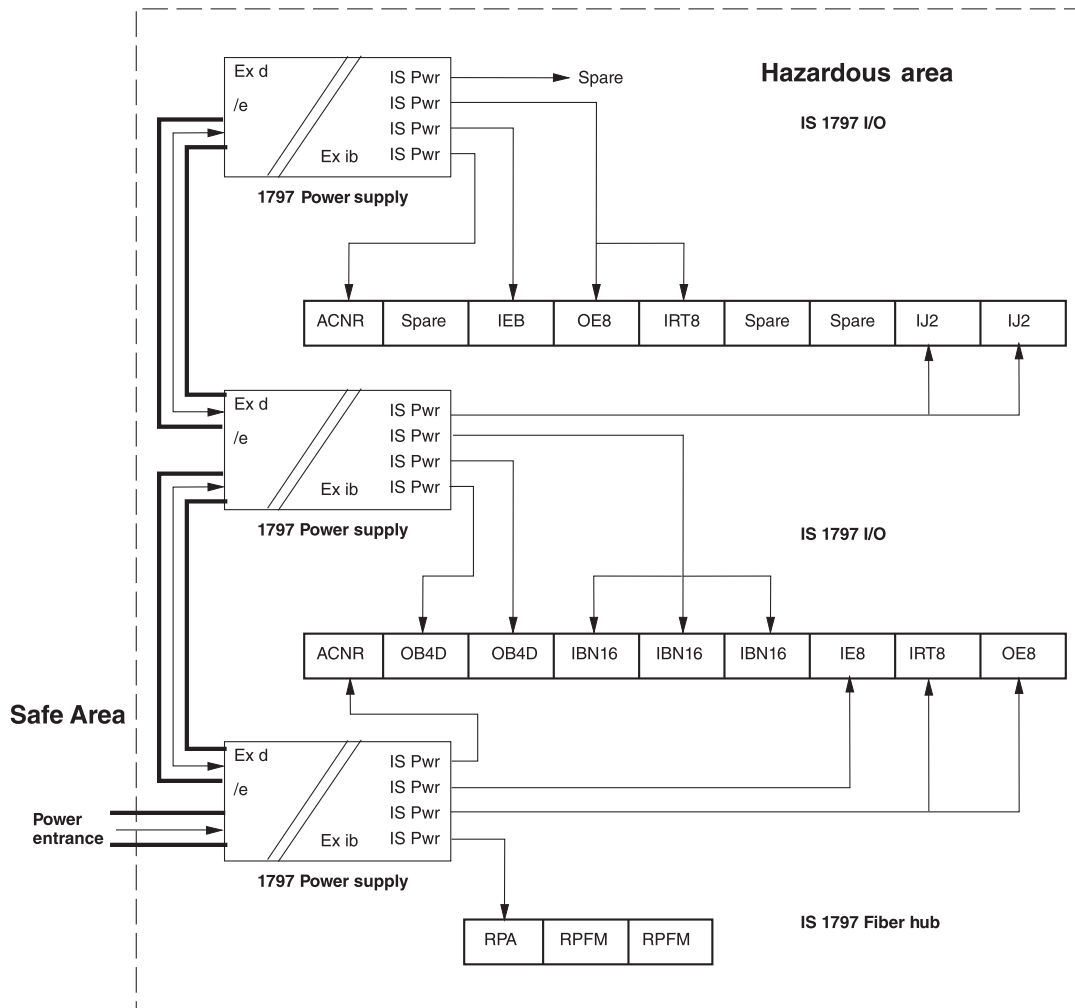 Hazardous area
IS 1797 I/O
Ex d
/e
Ex ib
IS Pwr
IS Pwr
IS Pwr
IS Pwr
Spare
1797 Power supply
ACNR Spare IEB OE8 IRT8 Spare Spare IJ2 IJ2
Ex d
/e
Ex ib
IS Pwr
IS Pwr
IS Pwr
IS Pwr
1797 Power supply
IS 1797 I/O
ACNR OB4D OB4D IBN16 IBN16 IBN16 IE8 IRT8 OE8
Safe Area
Ex d
/e
Ex ib
IS Pwr
IS Pwr
IS Pwr
IS Pwr
Power
entrance
1797 Power supply
IS 1797 Fiber hub
RPA RPFM RPFM